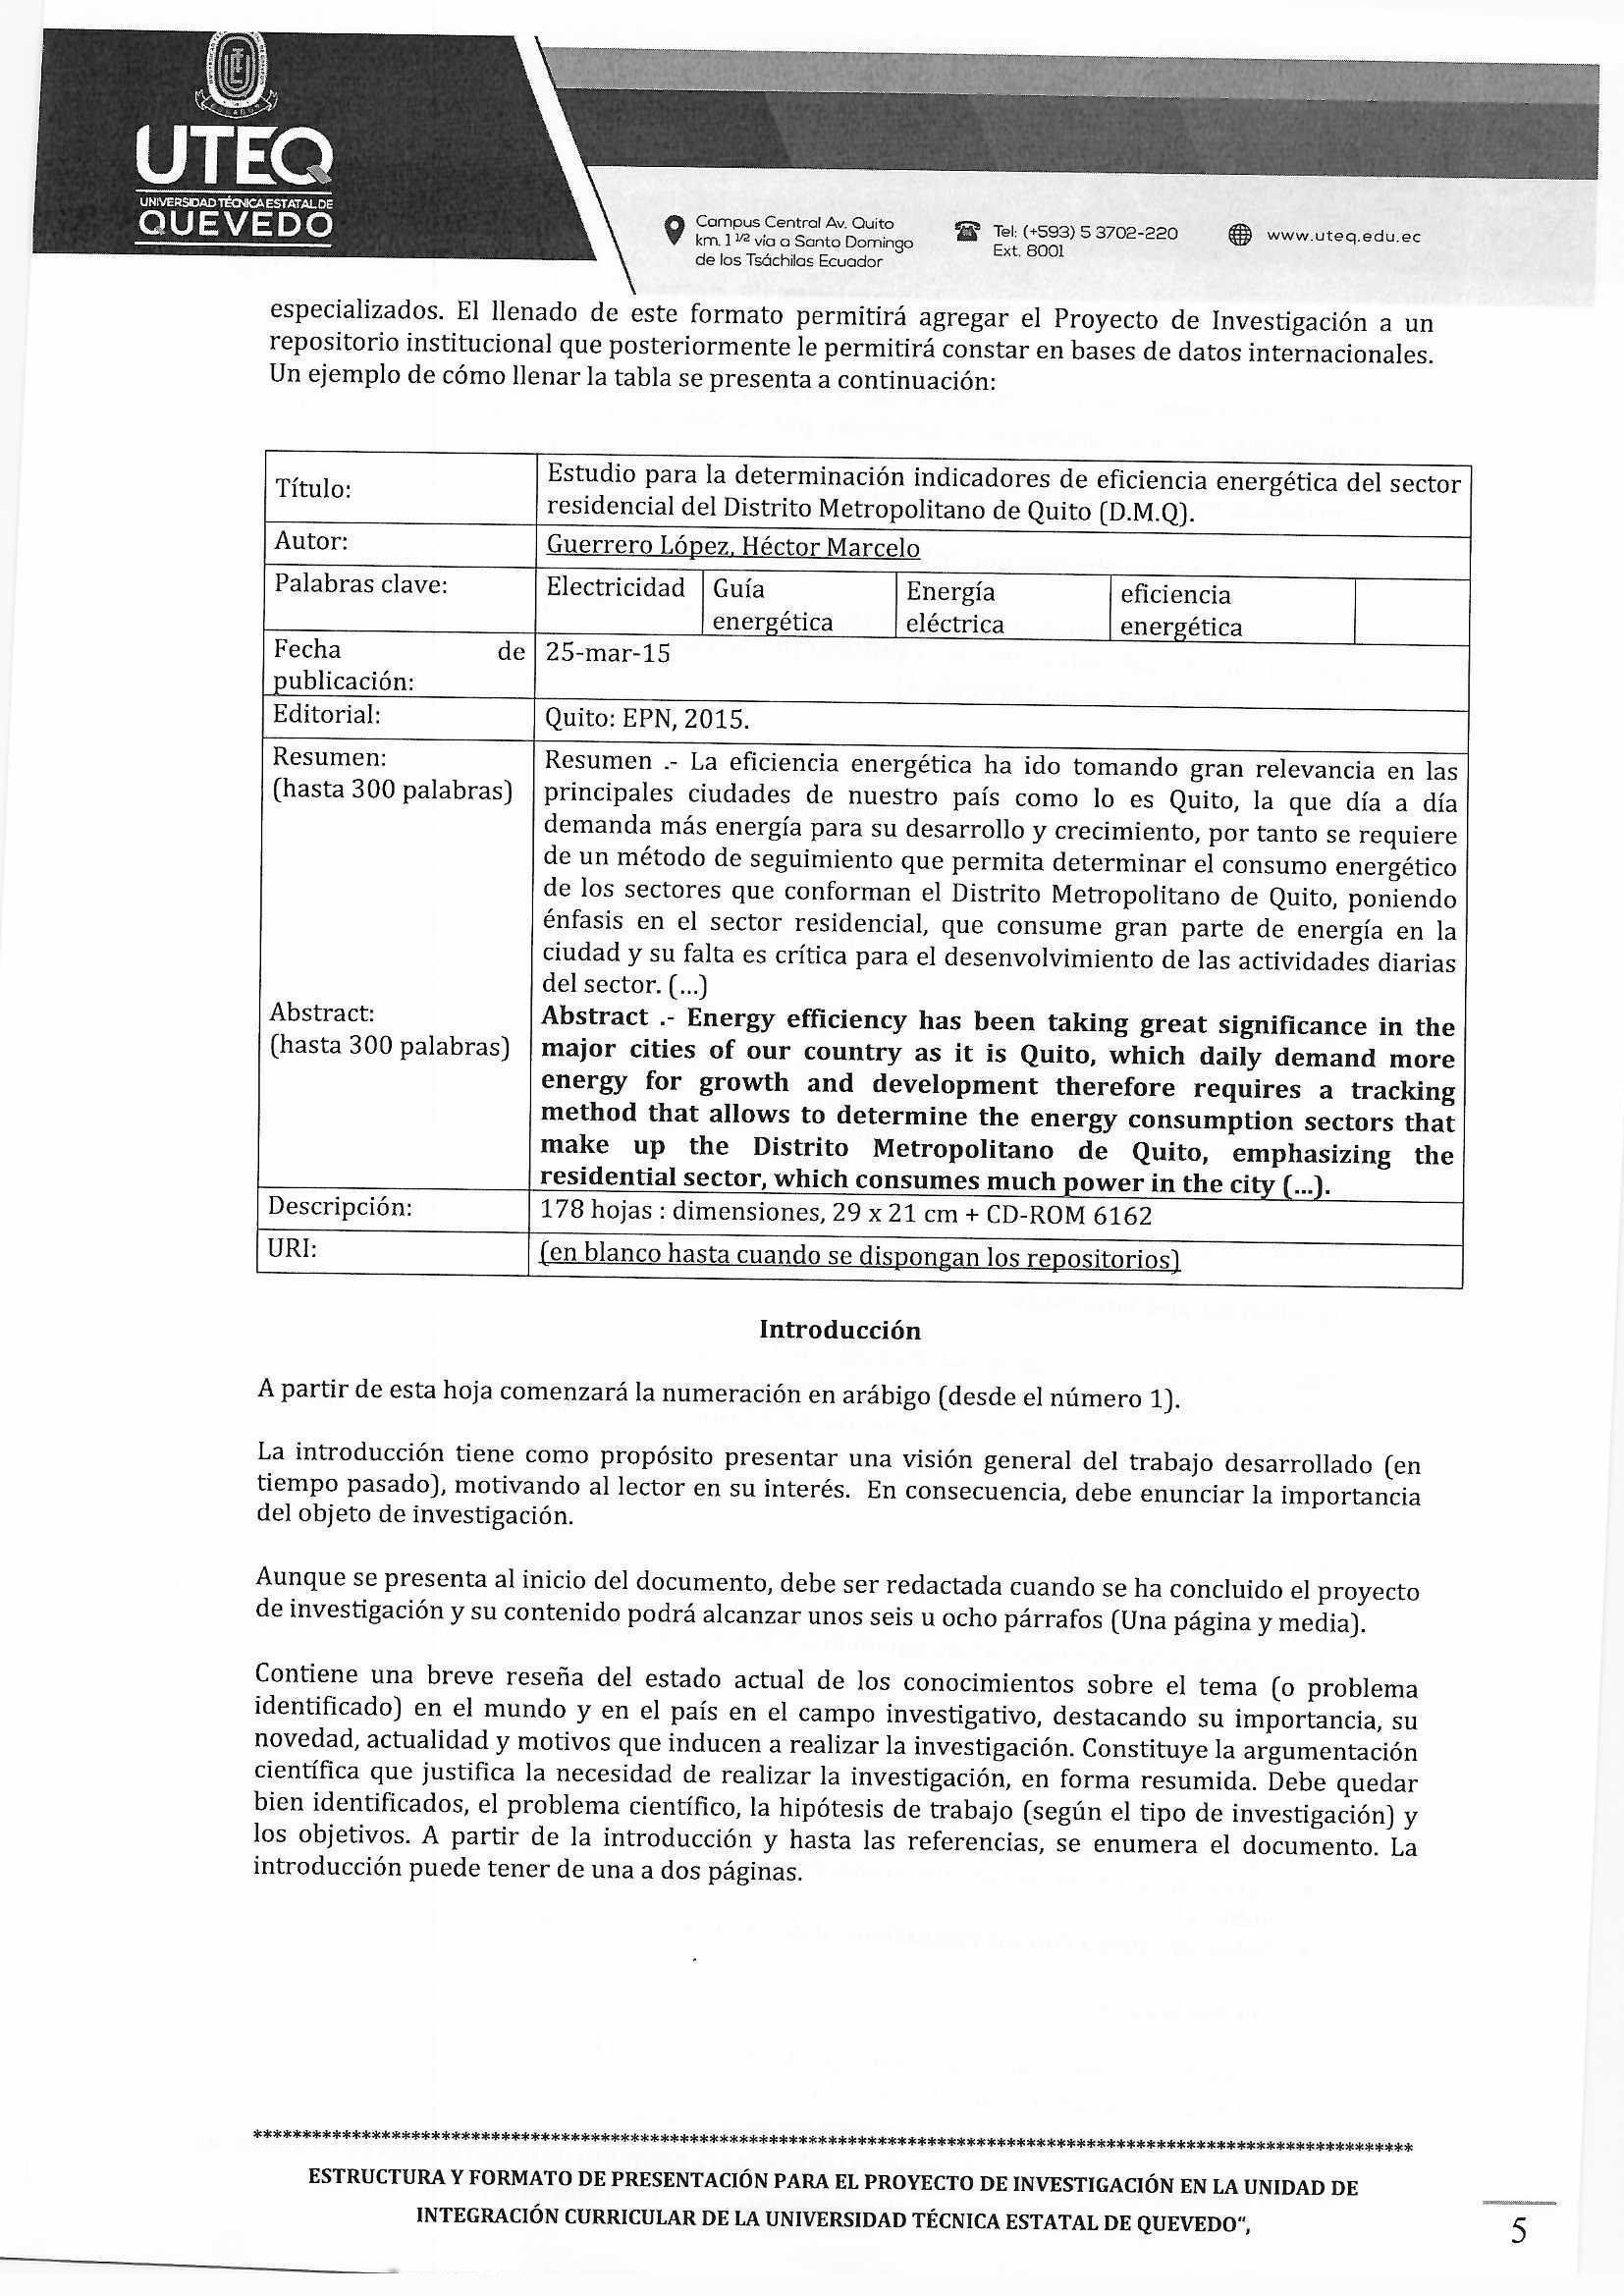 UTEQ
UNIVERSIDAD TÉCNICA ESTATAL DE
QUEVEDO
Campus Central Av. Quito
km. 1 1/2 vía a Santo Domingo
de los Tsáchilas Ecuador
Tel: (+593) 5 3702-220
Ext. 8001
www.uteq.edu.ec
especializados. El llenado de este formato permitirá agregar el Proyecto de Investigación a un
repositorio institucional que posteriormente le permitirá constar en bases de datos internacionales.
Un ejemplo de cómo llenar la tabla se presenta a continuación:
Título:
Estudio para la determinación indicadores de eficiencia energética del sector
residencial del Distrito Metropolitano de Quito (D.M.Q).
Autor:
Guerrero López, Héctor Marcelo
Palabras clave:
Electricidad
Guía
energética
Energía
eléctrica
eficiencia
energética
Fecha de
publicación:
25-mar-15
Editorial:
Quito: EPN, 2015.
Resumen:
(hasta 300 palabras)
Resumen .- La eficiencia energética ha ido tomando gran relevancia en las
principales ciudades de nuestro país como lo es Quito, la que día a día
demanda más energía para su desarrollo y crecimiento, por tanto se requiere
de un método de seguimiento que permita determinar el consumo energético
de los sectores que conforman el Distrito Metropolitano de Quito, poniendo
énfasis en el sector residencial, que consume gran parte de energía en la
ciudad y su falta es crítica para el desenvolvimiento de las actividades diarias
del sector. (...)
Abstract:
(hasta 300 palabras)
Abstract .- Energy efficiency has been taking great significance in the
major cities of our country as it is Quito, which daily demand more
energy for growth and development therefore requires a tracking
method that allows to determine the energy consumption sectors that
make up the Distrito Metropolitano de Quito, emphasizing the
residential sector, which consumes much power in the city (...).
Descripción:
178 hojas : dimensiones, 29 x 21 cm + CD-ROM 6162
URI:
(en blanco hasta cuando se dispongan los repositorios)
Introducción
A partir de esta hoja comenzará la numeración en arábigo (desde el número 1).
La introducción tiene como propósito presentar una visión general del trabajo desarrollado (en
tiempo pasado), motivando al lector en su interés. En consecuencia, debe enunciar la importancia
del objeto de investigación.
Aunque se presenta al inicio del documento, debe ser redactada cuando se ha concluido el proyecto
de investigación y su contenido podrá alcanzar unos seis u ocho párrafos (Una página y media).
Contiene una breve reseña del estado actual de los conocimientos sobre el tema (o problema
identificado) en el mundo y en el país en el campo investigativo, destacando su importancia, su
novedad, actualidad y motivos que inducen a realizar la investigación. Constituye la argumentación
científica que justifica la necesidad de realizar la investigación, en forma resumida. Debe quedar
bien identificados, el problema científico, la hipótesis de trabajo (según el tipo de investigación) y
los objetivos. A partir de la introducción y hasta las referencias, se enumera el documento. La
introducción puede tener de una a dos páginas.
************************************************************************************************************************
ESTRUCTURA Y FORMATO DE PRESENTACIÓN PARA EL PROYECTO DE INVESTIGACIÓN EN LA UNIDAD DE
INTEGRACIÓN CURRICULAR DE LA UNIVERSIDAD TÉCNICA ESTATAL DE QUEVEDO",
5